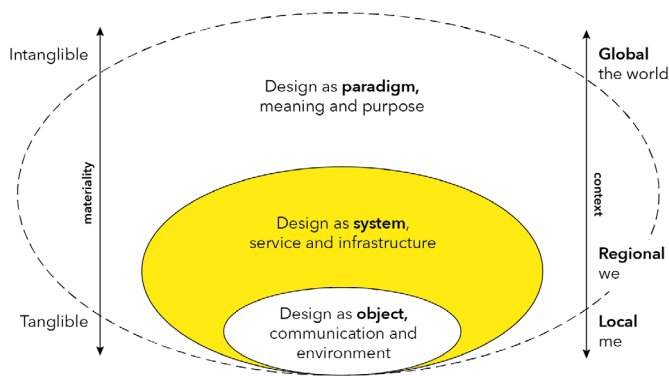 Intangible
Global
the world
Design as paradigm,
meaning and purpose
materiality
context
Design as system,
service and infrastructure
Regional
we
Tanglible
Local
me
Design as object,
communication and
environment